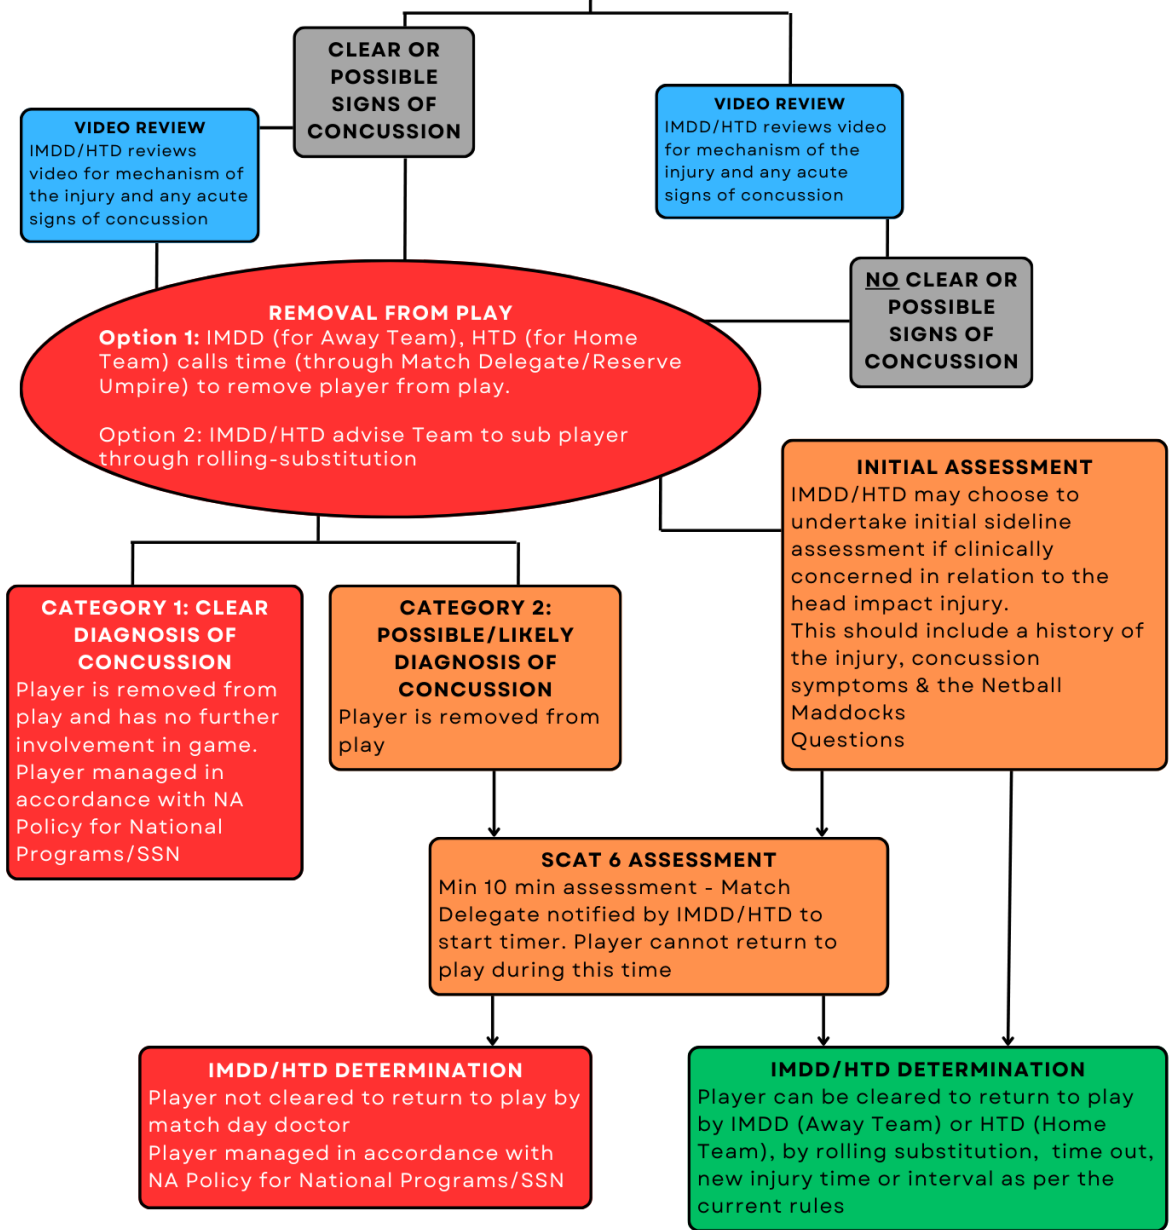 CLEAR OR
POSSIBLE
SIGNS OF
CONCUSSION
VIDEO REVIEW
IMDD/HTD reviews
video for mechanism of
the injury and any acute
signs of concussion
VIDEO REVIEW
IMDD/HTD reviews video
for mechanism of the
injury and any acute
signs of concussion
NO CLEAR OR
POSSIBLE
SIGNS OF
CONCUSSION
REMOVAL FROM PLAY
Option 1: IMDD (for Away Team), HTD (for Home
Team) calls time (through Match Delegate/Reserve
Umpire) to remove player from play.
Option 2: IMDD/HTD advise Team to sub player
through rolling-substitution
INITIAL ASSESSMENT
IMDD/HTD may choose to
undertake initial sideline
assessment if clinically
concerned in relation to the
head impact injury.
This should include a history of
the injury, concussion
symptoms & the Netball
Maddocks
Questions
CATEGORY 1: CLEAR
DIAGNOSIS OF
CONCUSSION
Player is removed from
play and has no further
involvement in game.
Player managed in
accordance with NA
Policy for National
Programs/SSN
CATEGORY 2:
POSSIBLE/LIKELY
DIAGNOSIS OF
CONCUSSION
Player is removed from
play
SCAT 6 ASSESSMENT
Min 10 min assessment - Match
Delegate notified by IMDD/HTD to
start timer. Player cannot return to
play during this time
IMDD/HTD DETERMINATION
Player not cleared to return to play by
match day doctor
Player managed in accordance with
NA Policy for National Programs/SSN
IMDD/HTD DETERMINATION
Player can be cleared to return to play
by IMDD (Away Team) or HTD (Home
Team), by rolling substitution, time out,
new injury time or interval as per the
current rules